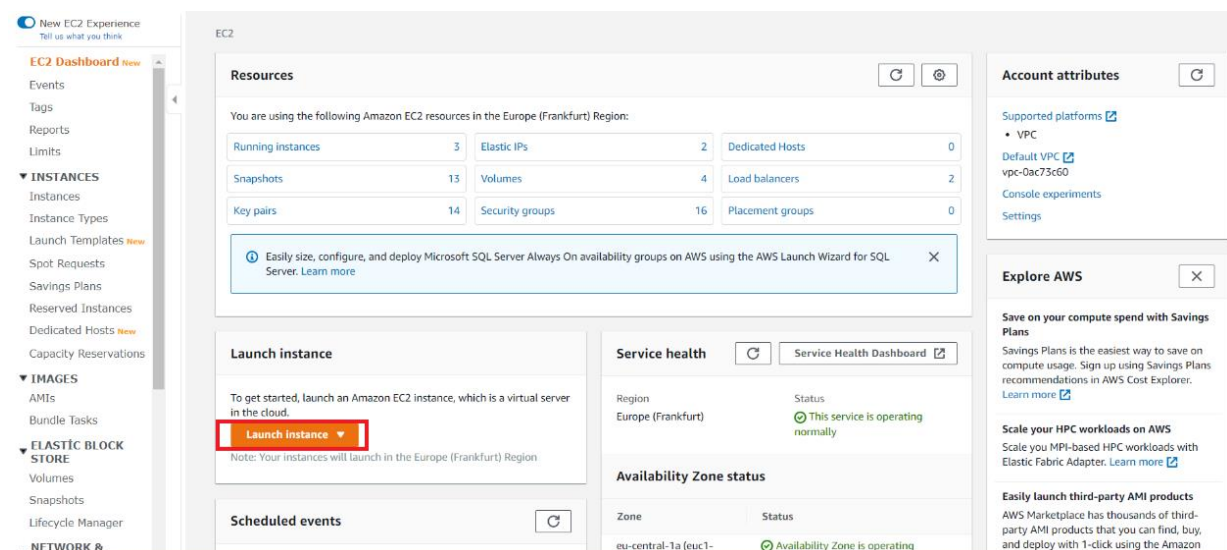 New EC2 Experience
Tell us what you think
EC2 Dashboard New
Events
Tags
Reports
Limits
INSTANCES
Instances
Instance Types
Launch Templates New
Spot Requests
Savings Plans
Reserved Instances
Dedicated Hosts New
Capacity Reservations
IMAGES
AMIs
Bundle Tasks
ELASTİC BLOCK
STORE
Volumes
Snapshots
Lifecycle Manager
NETWORK &
EC2
Resources
You are using the following Amazon EC2 resources in the Europe (Frankfurt) Region:
Running instances 3 Elastic IPs 2 Dedicated Hosts 0
Snapshots 13 Volumes 4 Load balancers 2
Key pairs 14 Security groups 16 Placement groups 0
Easily size, configure, and deploy Microsoft SQL Server Always On availability groups on AWS using the AWS Launch Wizard for SQL
Server. Learn more
Launch instance
To get started, launch an Amazon EC2 instance, which is a virtual server
in the cloud.
Launch instance
Note: Your instances will launch in the Europe (Frankfurt) Region
Scheduled events
Service health
Service Health Dashboard
Region Status
Europe (Frankfurt) This service is operating
normally
Availability Zone status
Zone Status
eu-central-1a (euc1- Availability Zone is operating
Account attributes
Supported platforms
• VPC
Default VPC
vpc-0ac73c60
Console experiments
Settings
Explore AWS
Save on your compute spend with Savings
Plans
Savings Plans is the easiest way to save on
compute usage. Sign up using Savings Plans
recommendations in AWS Cost Explorer.
Learn more
Scale your HPC workloads on AWS
Scale you MPI-based HPC workloads with
Elastic Fabric Adapter. Learn more
Easily launch third-party AMI products
AWS Marketplace has thousands of third-
party AMI products that you can find, buy,
and deploy with 1-click using the Amazon